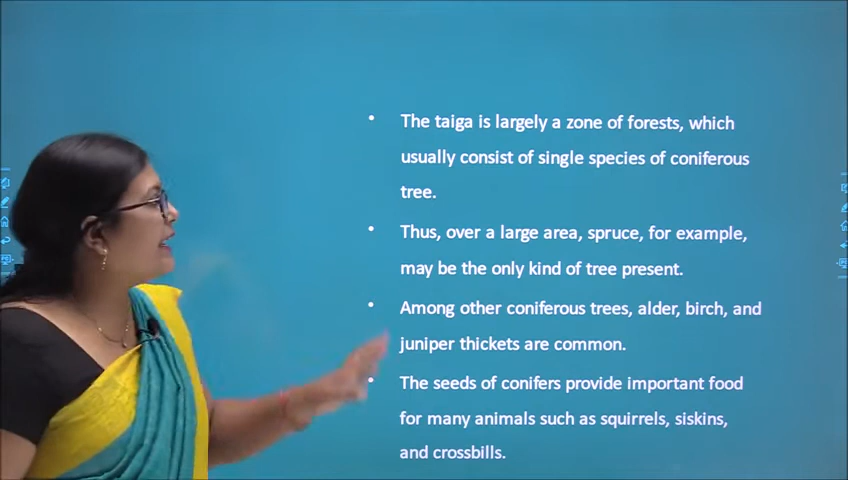 • The taiga is largely a zone of forests, which
usually consist of single species of coniferous
tree.
• Thus, over a large area, spruce, for example,
may be the only kind of tree present.
• Among other coniferous trees, alder, birch, and
juniper thickets are common.
• The seeds of conifers provide important food
for many animals such as squirrels, siskins,
and crossbills.